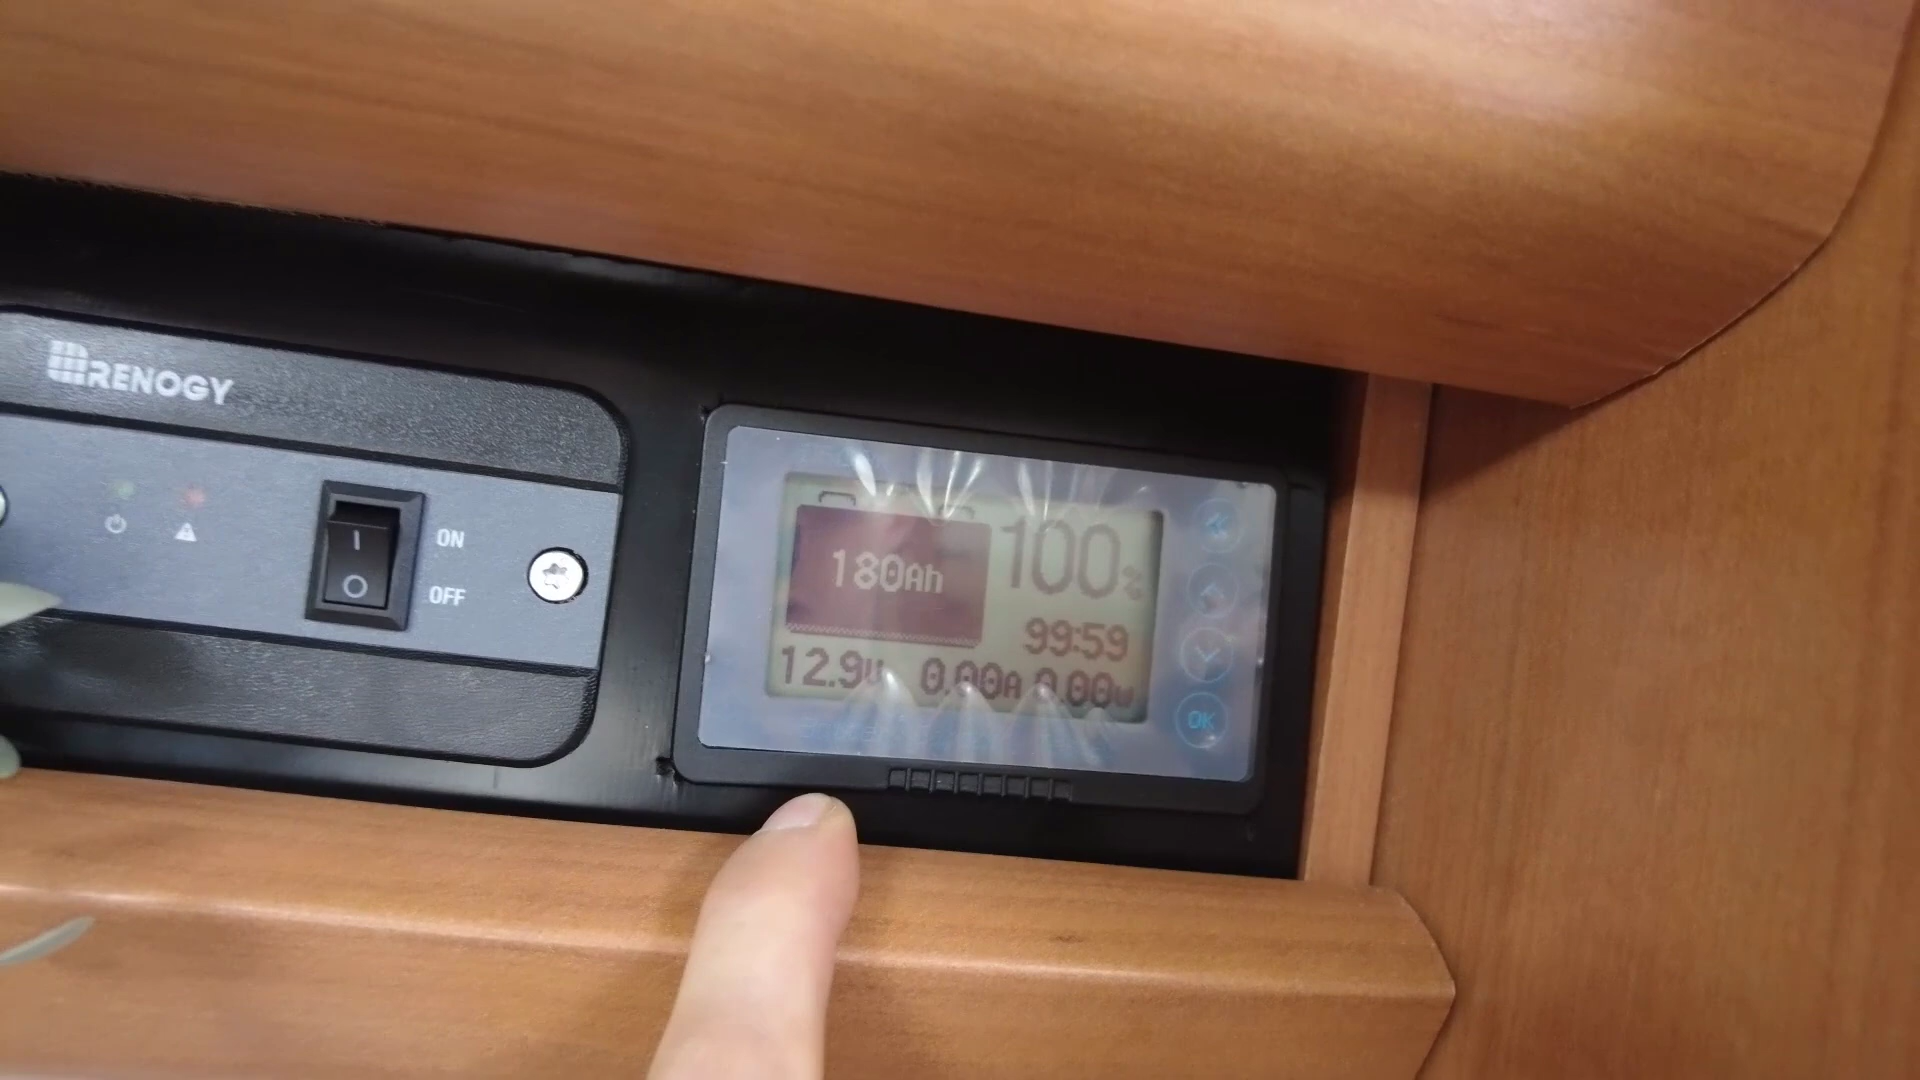 RENOGY
ON
OFF
I
O
180Ah
100%
99:59
12.9V 0.00A 0.00W
OK